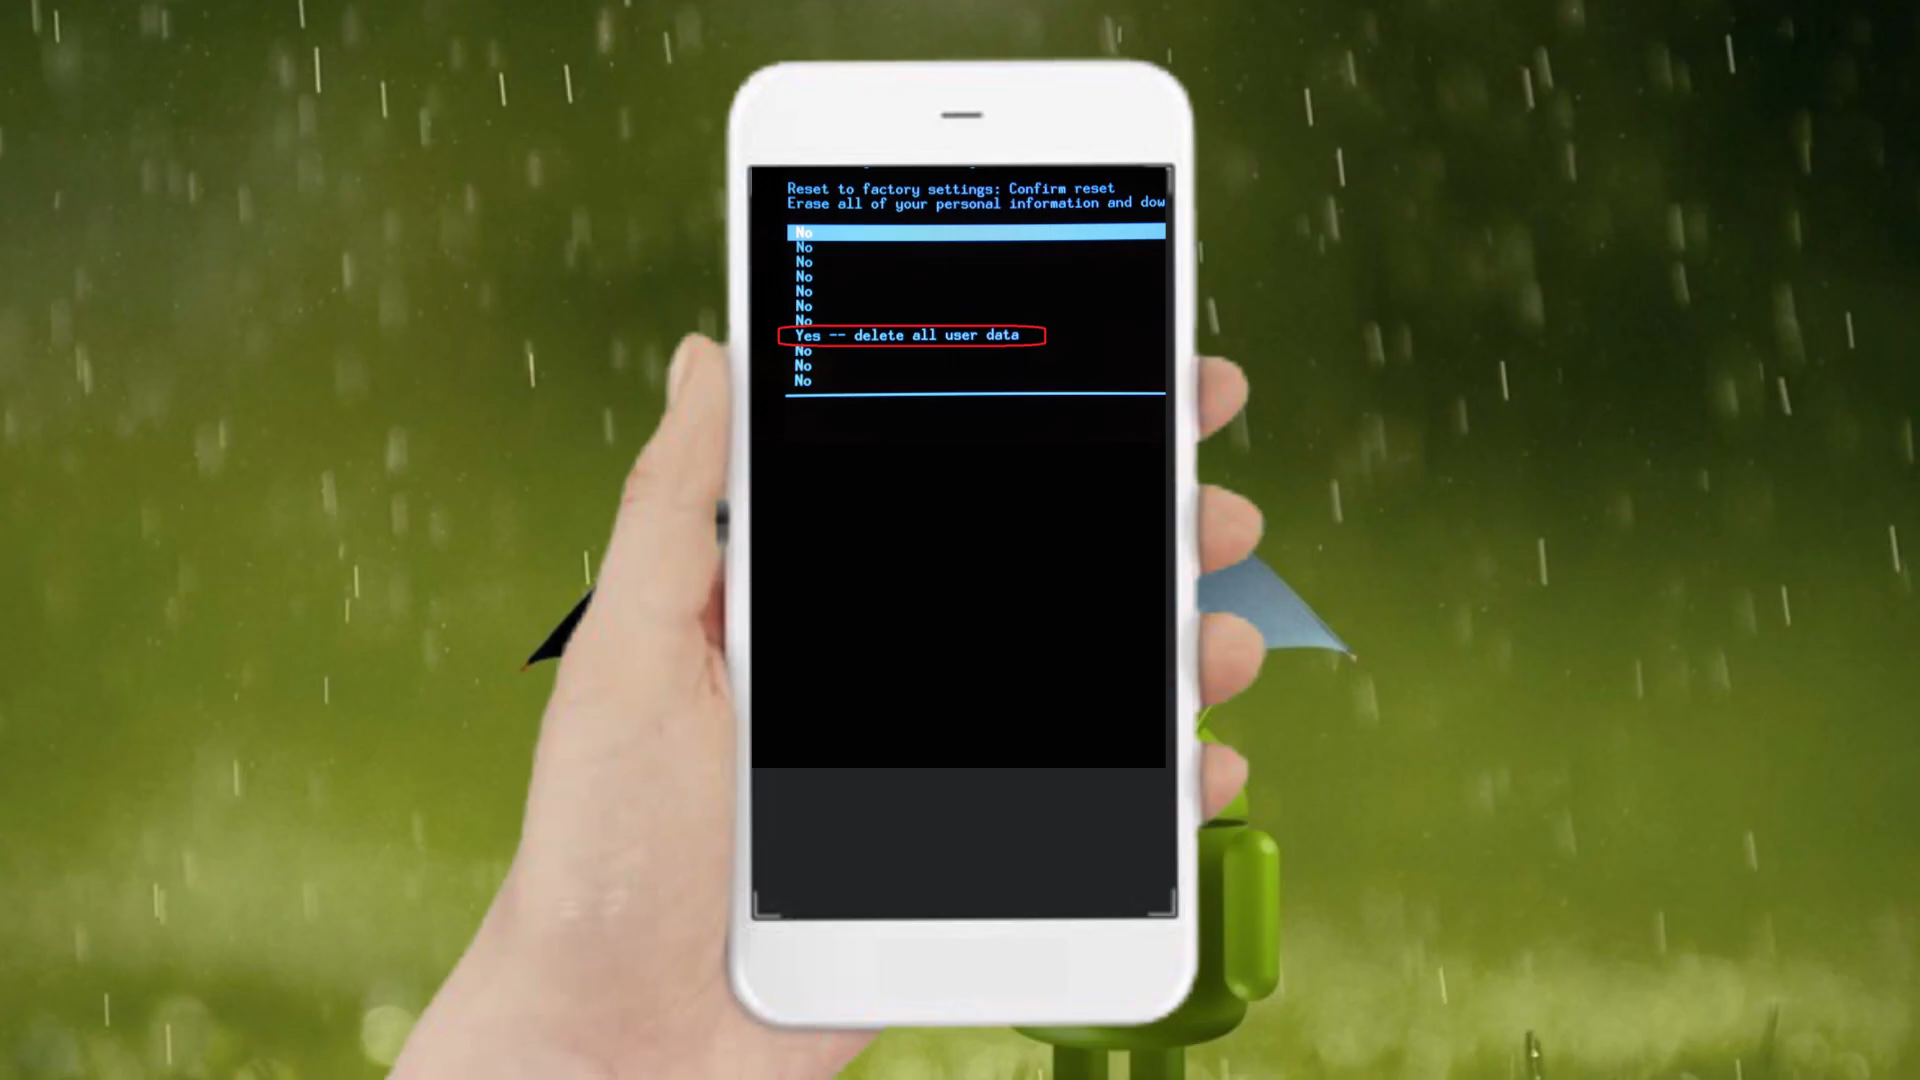 Reset to factory settings: Confirm reset
Erase all of your personal information and dow
No
No
No
No
No
No
No
Yes -- delete all user data
No
No
No